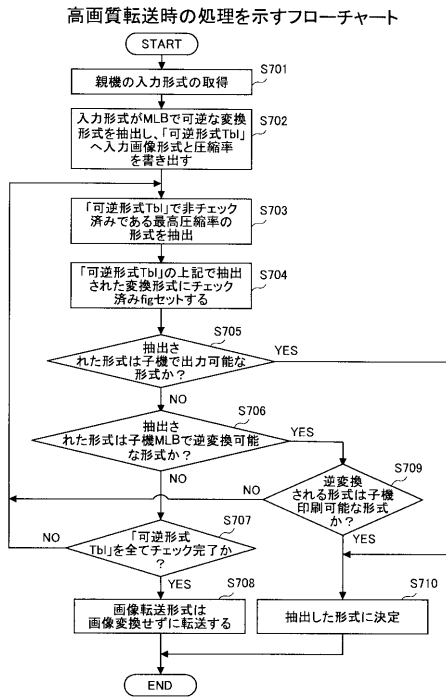 高画質転送時の処理を示すフローチャート
START
S701
親機の入力形式の取得
S702
入力形式がMLBで可逆な変換
形式を抽出し、「可逆形式Tbl」
へ入力画像形式と圧縮率
を書き出す
S703
「可逆形式Tbl」で非チェック
済みである最高圧縮率の
形式を抽出
S704
「可逆形式Tbl」の上記で抽出
された変換形式にチェック
済みfigセットする
S705
抽出さ
れた形式は子機で出力可能な
形式か？
YES
NO
S706
抽出さ
れた形式は子機MLBで逆変換可能
な形式か？
YES
NO
S709
逆変換
される形式は子機
印刷可能な形式
か？
NO
YES
S707
「可逆形式
Tbl」を全てチェック完了か
？
NO
YES
S708
画像転送形式は
画像変換せずに転送する
S710
抽出した形式に決定
END